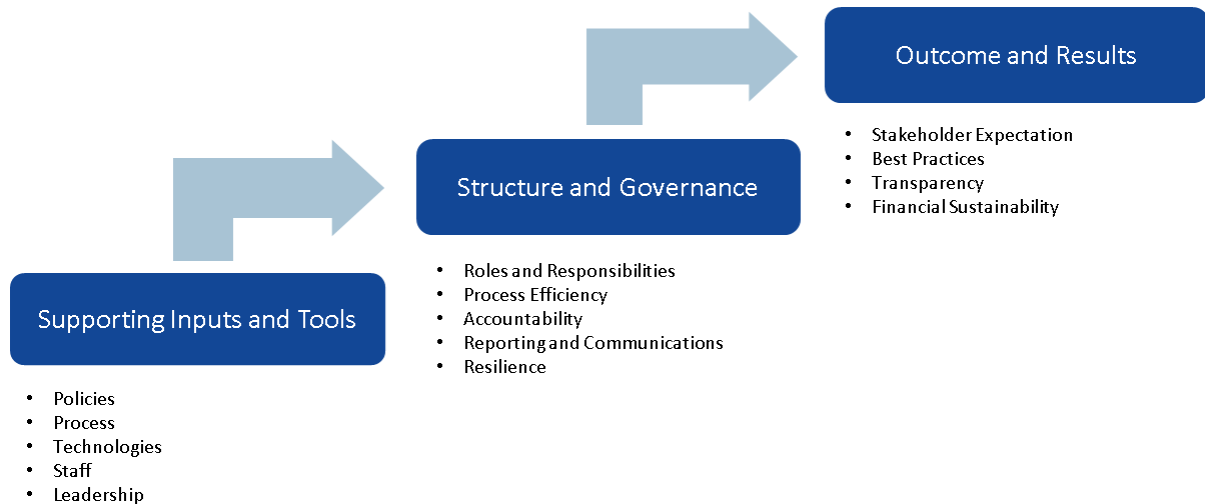 Supporting Inputs and Tools
• Policies
• Process
• Technologies
• Staff
• Leadership
Structure and Governance
• Roles and Responsibilities
• Process Efficiency
• Accountability
• Reporting and Communications
• Resilience
Outcome and Results
• Stakeholder Expectation
• Best Practices
• Transparency
• Financial Sustainability